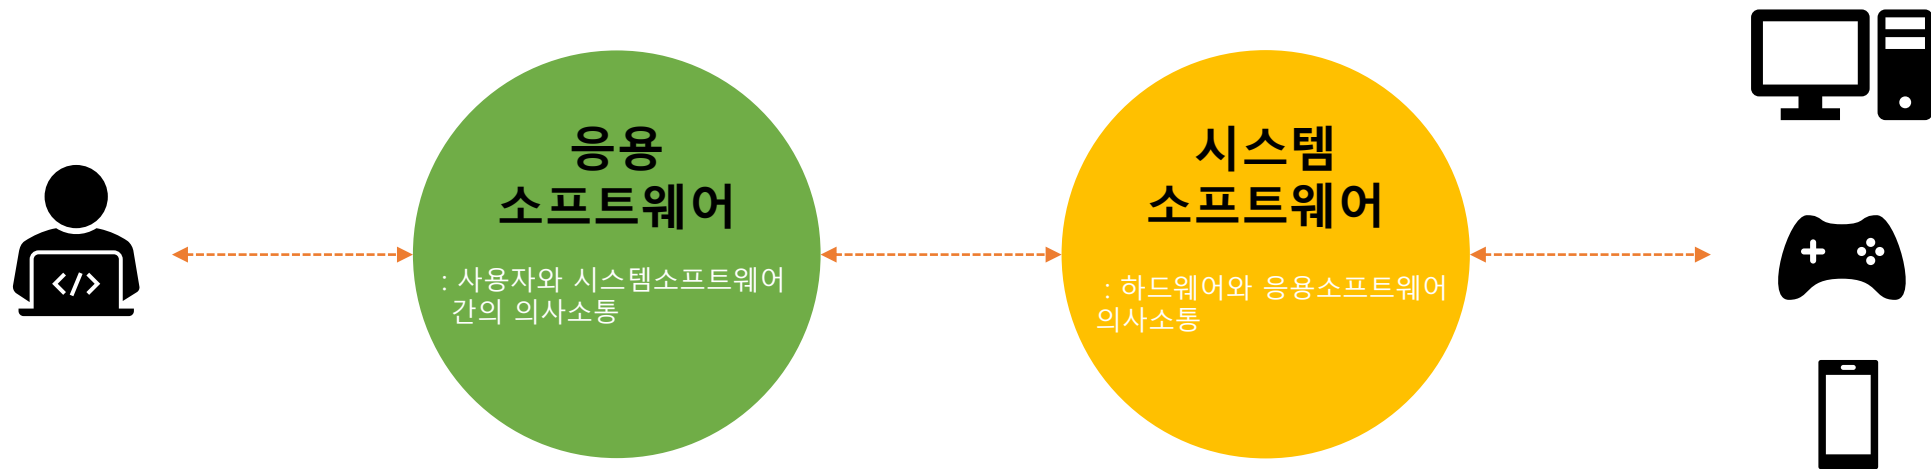 응용
소프트웨어
: 사용자와 시스템소프트웨어
간의 의사소통
시스템
소프트웨어
: 하드웨어와 응용소프트웨어
의사소통
</>